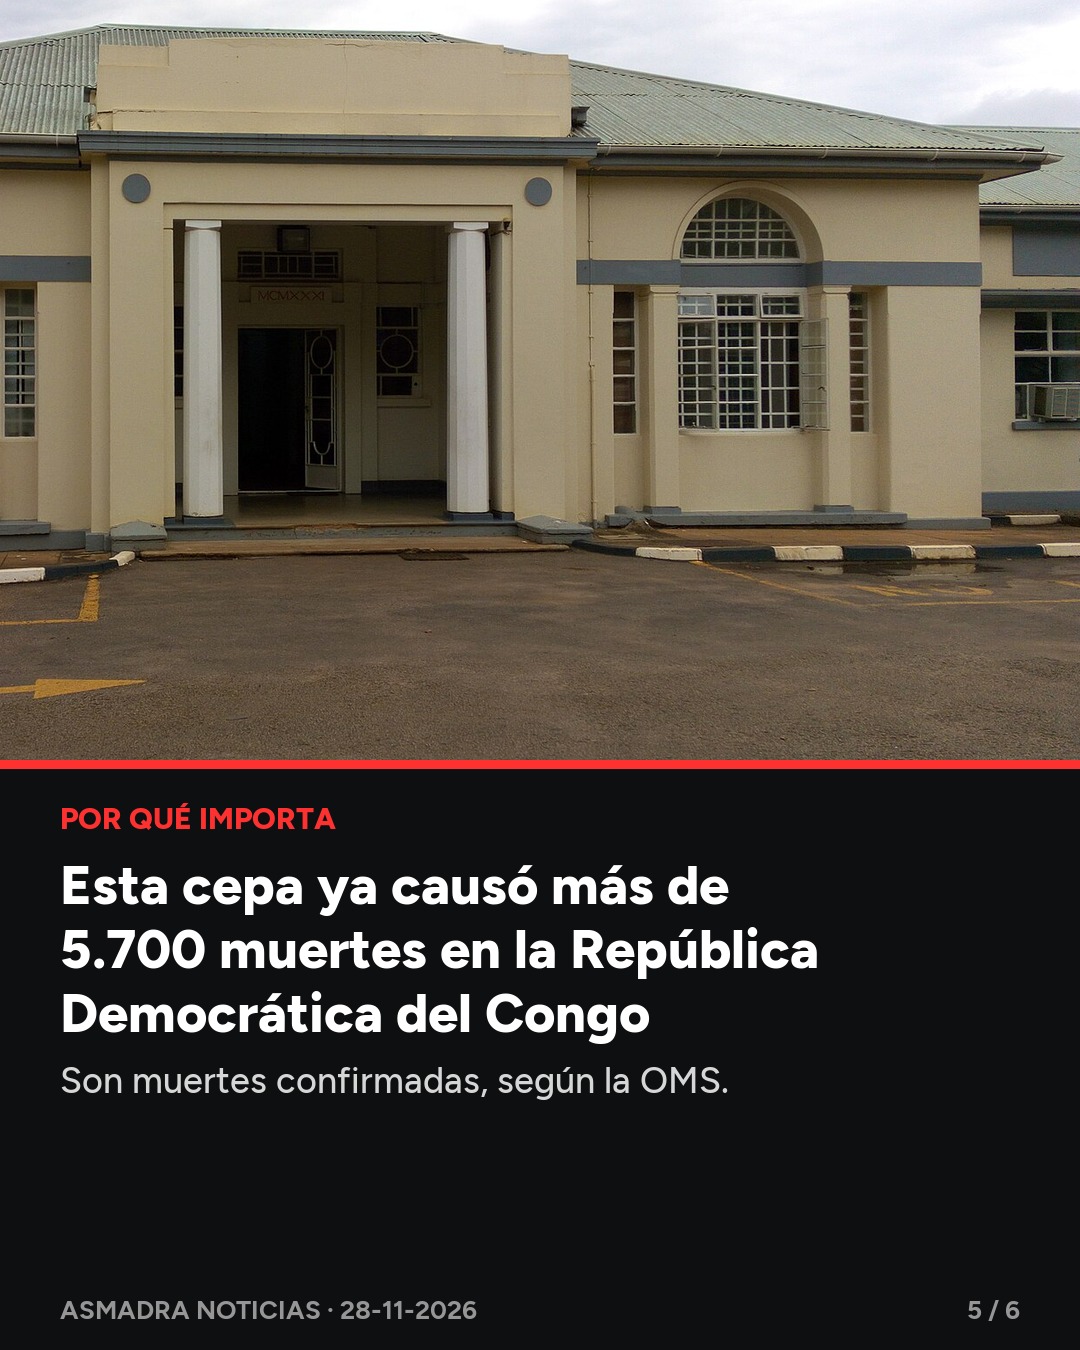 MCMXXXI
POR QUÉ IMPORTA
Esta cepa ya causó más de
5.700 muertes en la República
Democrática del Congo
Son muertes confirmadas, según la OMS.
ASMADRA NOTICIAS · 28-11-2026
5 / 6